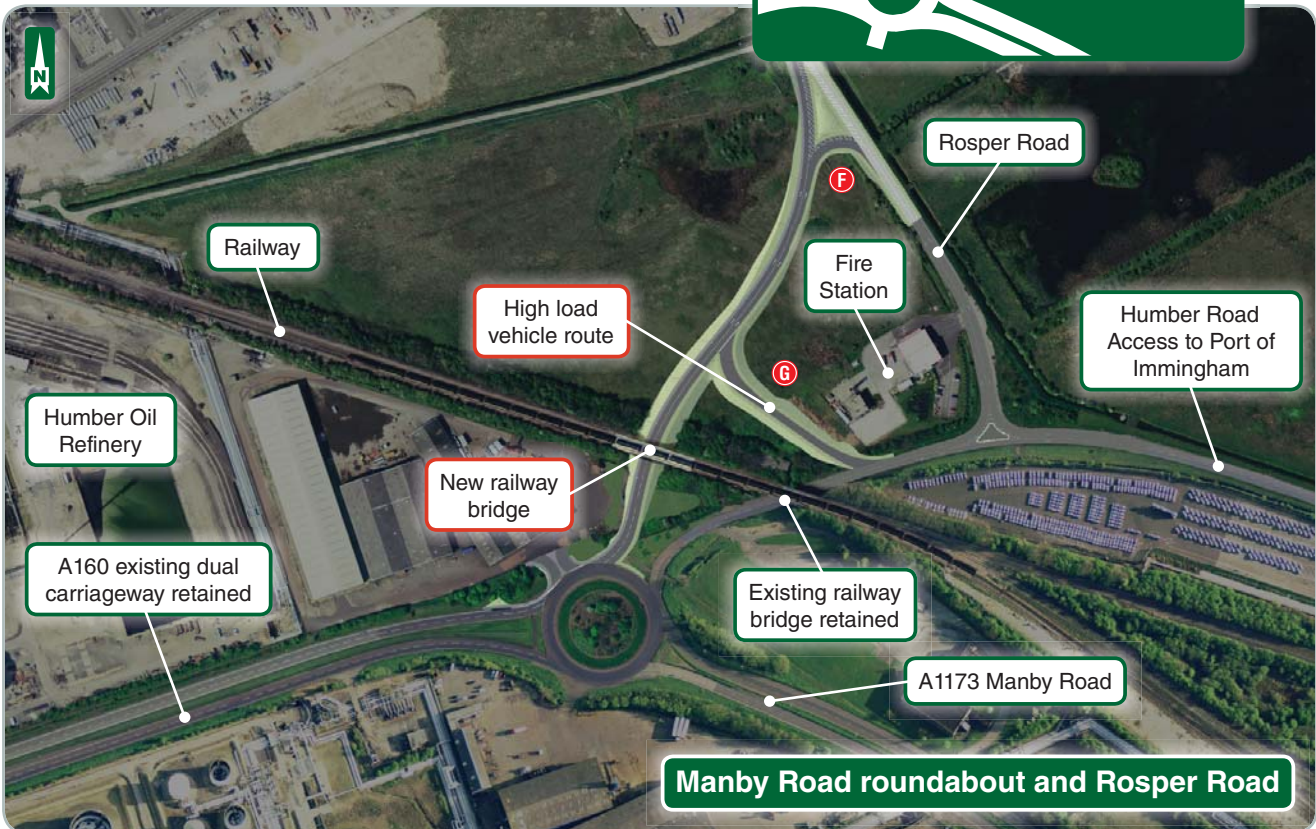 N
Rosper Road
F
Railway
Fire
Station
High load
vehicle route
Humber Road
Access to Port of
Immingham
G
Humber Oil
Refinery
New railway
bridge
A160 existing dual
carriageway retained
Existing railway
bridge retained
A1173 Manby Road
Manby Road roundabout and Rosper Road